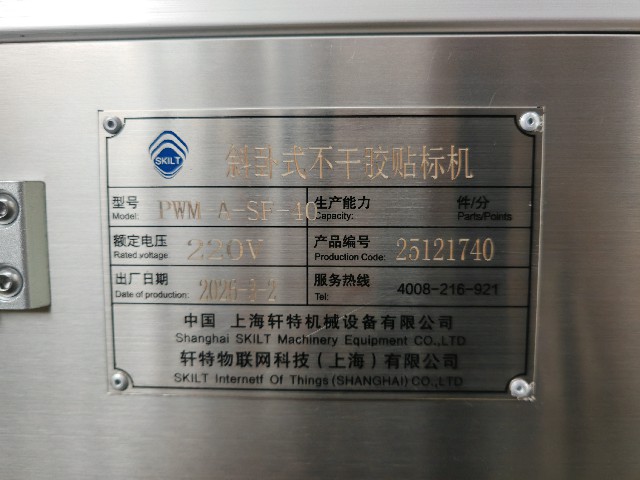 SKILT
斜卧式不干胶贴标机
型号 PWM-A-SF-40 生产能力 件/分
Model: Capacity: Parts/Points
额定电压 220V 产品编号 25121740
Rated voltage: Production Code:
出厂日期 服务热线 4008-216-921
Date of production: Tel:
中国 上海轩特机械设备有限公司
Shanghai SKILT Machinery Equipment CO.,LTD
轩特物联网科技(上海)有限公司
SKILT Internetf Of Things(SHANGHAI)CO.,LTD